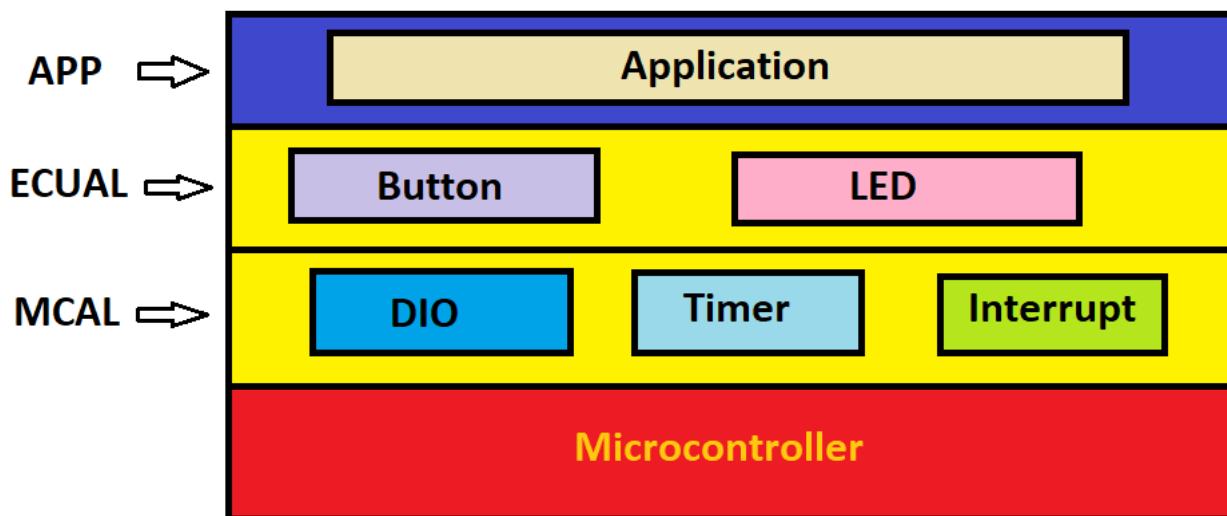 APP
Application
ECUAL
Button
LED
MCAL
DIO
Timer
Interrupt
Microcontroller